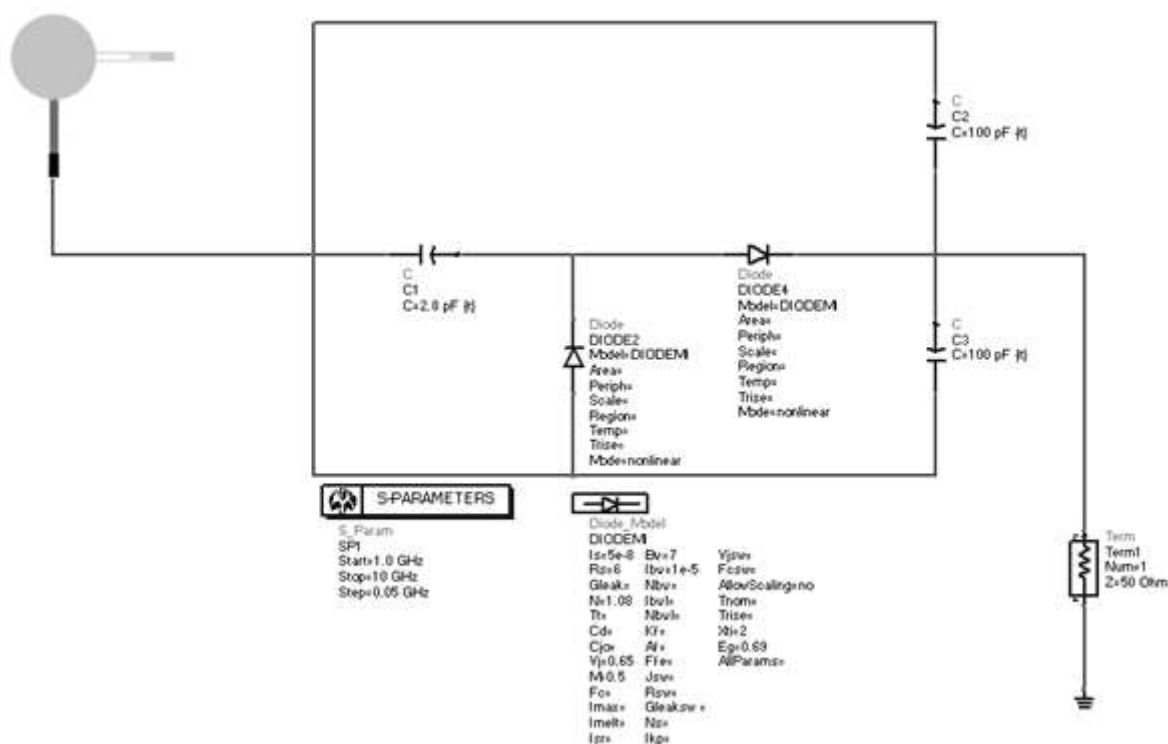 C
C2
C=100 pF {t}
C
C1
C=2.0 pF {t}
Diode
DIODE4
Model=DIODEM1
Area=
Periph=
Scale=
Region=
Temp=
Trise=
Mode=nonlinear
Diode
DIODE2
Model=DIODEM1
Area=
Periph=
Scale=
Region=
Temp=
Trise=
Mode=nonlinear
C
C3
C=100 pF {t}
S-PARAMETERS
S_Param
SP1
Start=1.0 GHz
Stop=10 GHz
Step=0.05 GHz
Diode_Model
DIODEM1
Is=5e-8 Bv=7 Vjsw=
Rs=6 Ibv=1e-5 Fcsw=
Gleak= Nbv= AllowScaling=no
N=1.08 Ibvl= Tnom=
Tt= Nbvl= Trise=
Cd= Kf= Xti=2
Cjo= Af= Eg=0.69
Vj=0.65 Ffe= AllParams=
M=0.5 Jsw=
Fc= Rsw=
Imax= Gleaksw=
Imelt= Ns=
Isr= Ikp=
Term
Term1
Num=1
Z=50 Ohm